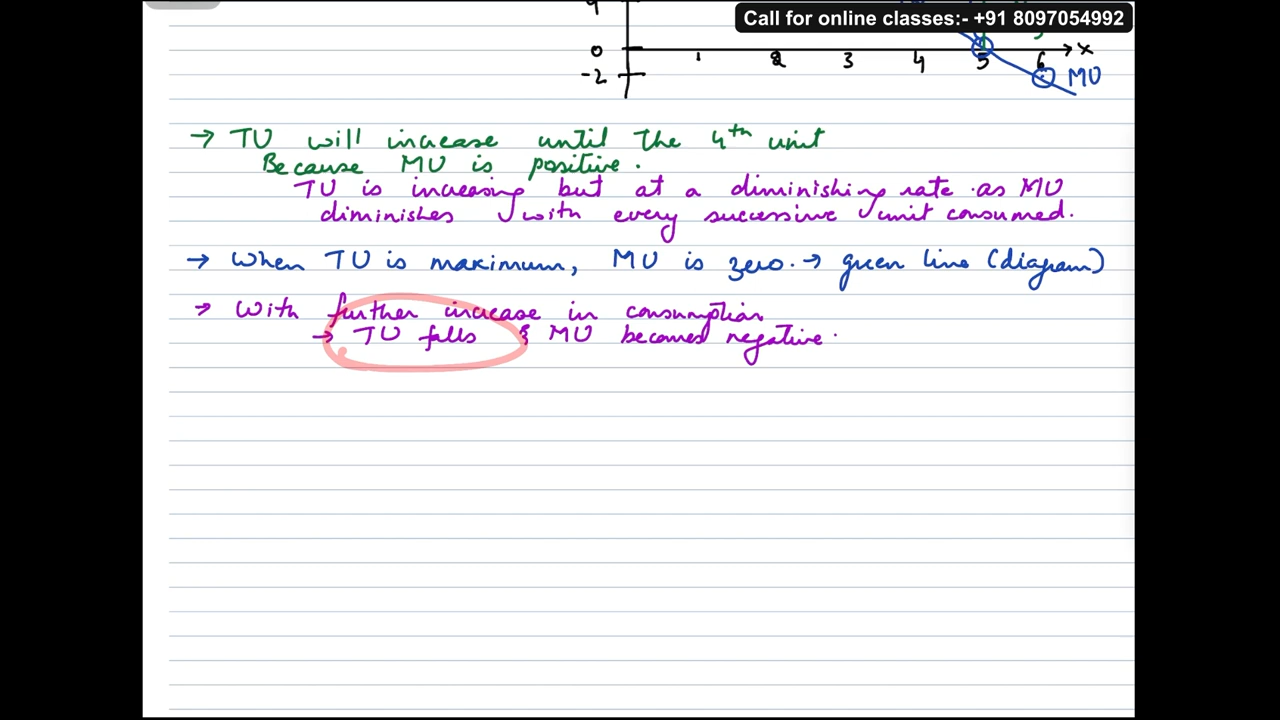 Call for online classes:- +91 8097054992
0 1 2 3 4 5 6 x
-2 MU
→ TU will increase until the 4th unit
Because MU is positive.
TU is increasing but at a diminishing rate as MU
diminishes with every successive unit consumed.
→ When TU is maximum, MU is zero. → green line (diagram)
→ With further increase in consumption
→ TU falls & MU becomes negative.